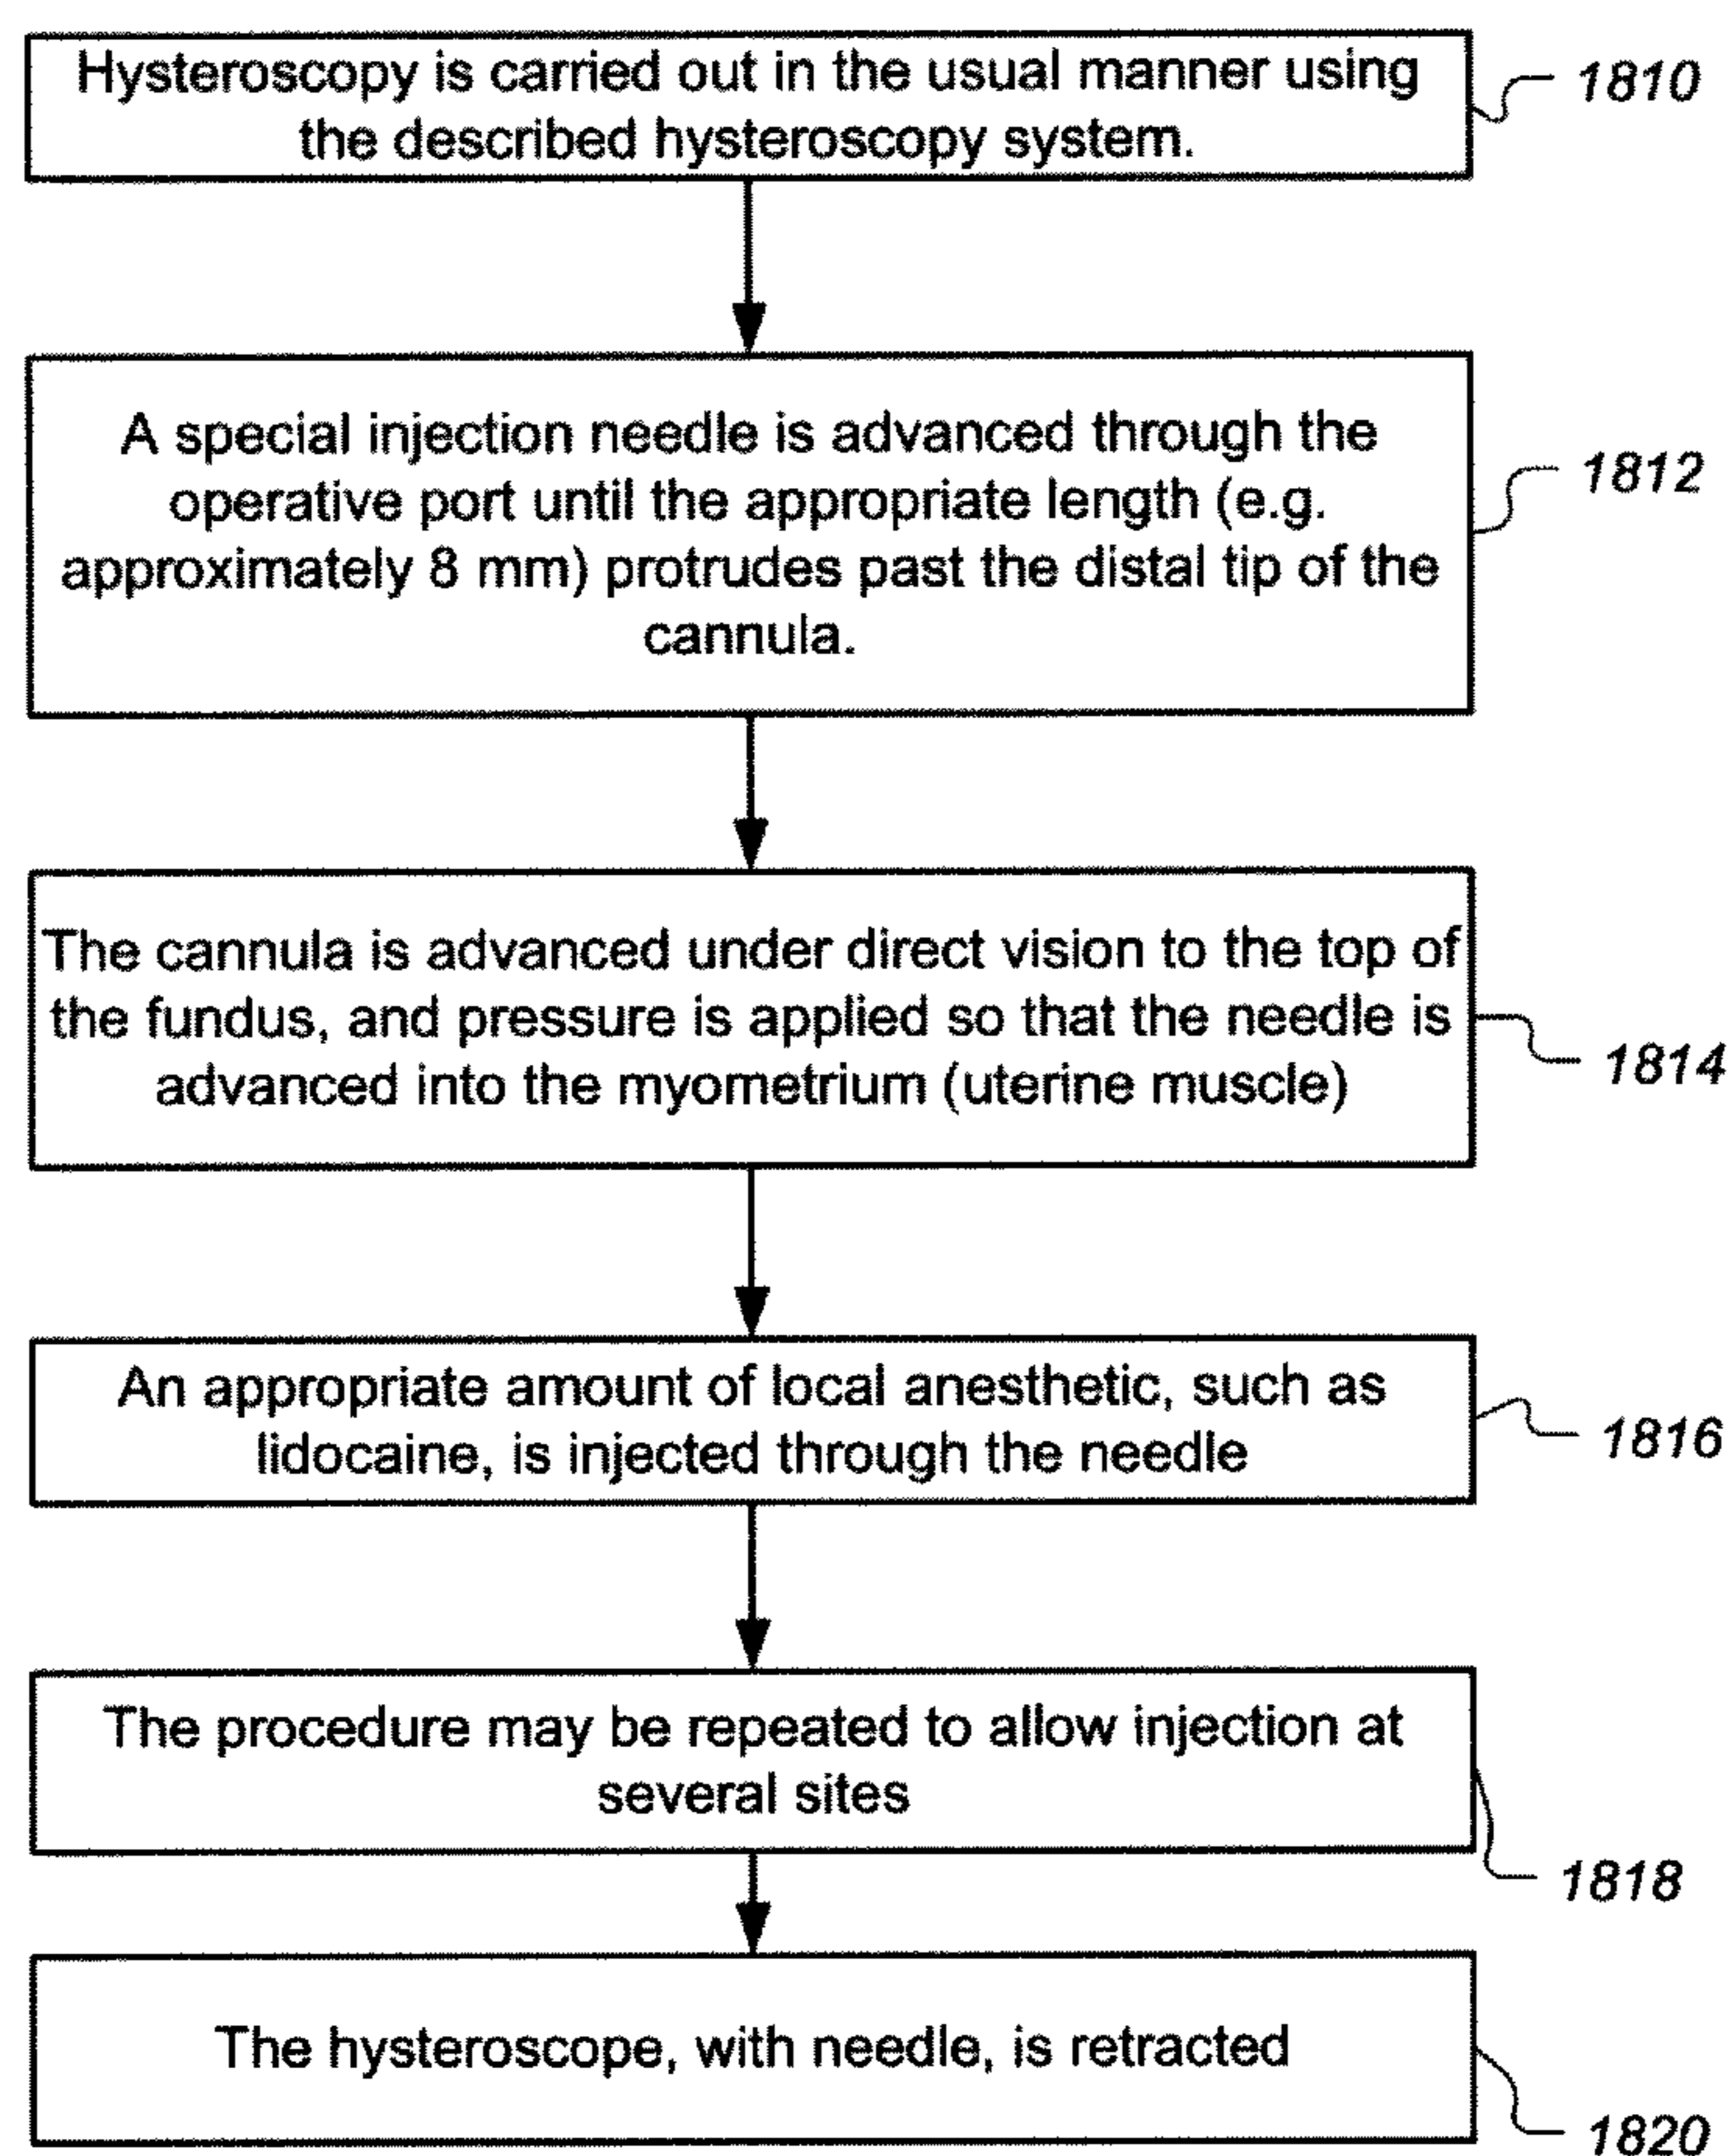 Hysteroscopy is carried out in the usual manner using
the described hysteroscopy system.
1810
A special injection needle is advanced through the
operative port until the appropriate length (e.g.
approximately 8 mm) protrudes past the distal tip of the
cannula.
1812
The cannula is advanced under direct vision to the top of
the fundus, and pressure is applied so that the needle is
advanced into the myometrium (uterine muscle)
1814
An appropriate amount of local anesthetic, such as
lidocaine, is injected through the needle
1816
The procedure may be repeated to allow injection at
several sites
1818
The hysteroscope, with needle, is retracted
1820